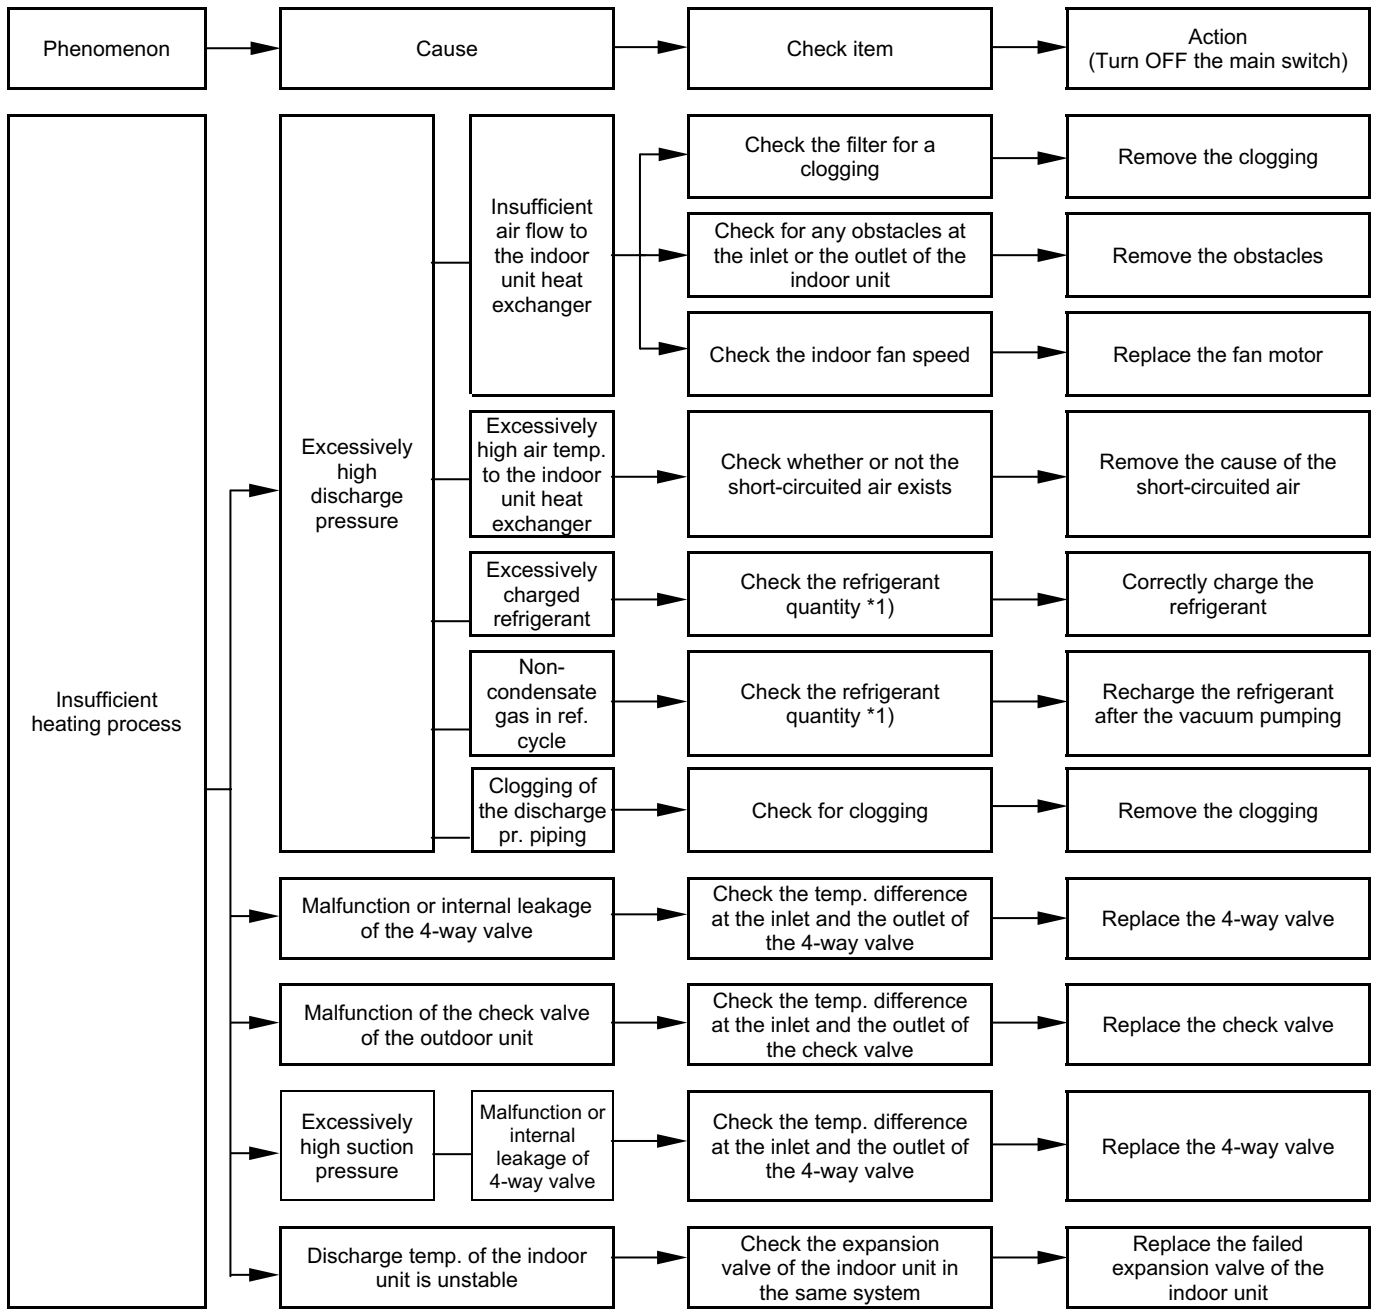 Phenomenon
Cause
Check item
Action
(Turn OFF the main switch)
Insufficient
heating process
Excessively
high
discharge
pressure
Insufficient
air flow to
the indoor
unit heat
exchanger
Check the filter for a
clogging
Remove the clogging
Check for any obstacles at
the inlet or the outlet of the
indoor unit
Remove the obstacles
Check the indoor fan speed
Replace the fan motor
Excessively
high air temp.
to the indoor
unit heat
exchanger
Check whether or not the
short-circuited air exists
Remove the cause of the
short-circuited air
Excessively
charged
refrigerant
Check the refrigerant
quantity *1)
Correctly charge the
refrigerant
Non-
condensate
gas in ref.
cycle
Check the refrigerant
quantity *1)
Recharge the refrigerant
after the vacuum pumping
Clogging of
the discharge
pr. piping
Check for clogging
Remove the clogging
Malfunction or internal leakage
of the 4-way valve
Check the temp. difference
at the inlet and the outlet of
the 4-way valve
Replace the 4-way valve
Malfunction of the check valve
of the outdoor unit
Check the temp. difference
at the inlet and the outlet of
the check valve
Replace the check valve
Excessively
high suction
pressure
Malfunction or
internal
leakage of
4-way valve
Check the temp. difference
at the inlet and the outlet of
the 4-way valve
Replace the 4-way valve
Discharge temp. of the indoor
unit is unstable
Check the expansion
valve of the indoor unit in
the same system
Replace the failed
expansion valve of the
indoor unit